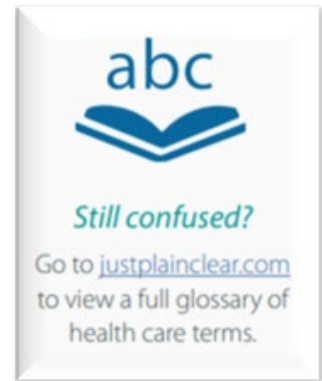 abc
Still confused?
Go to justplainclear.com
to view a full glossary of
health care terms.